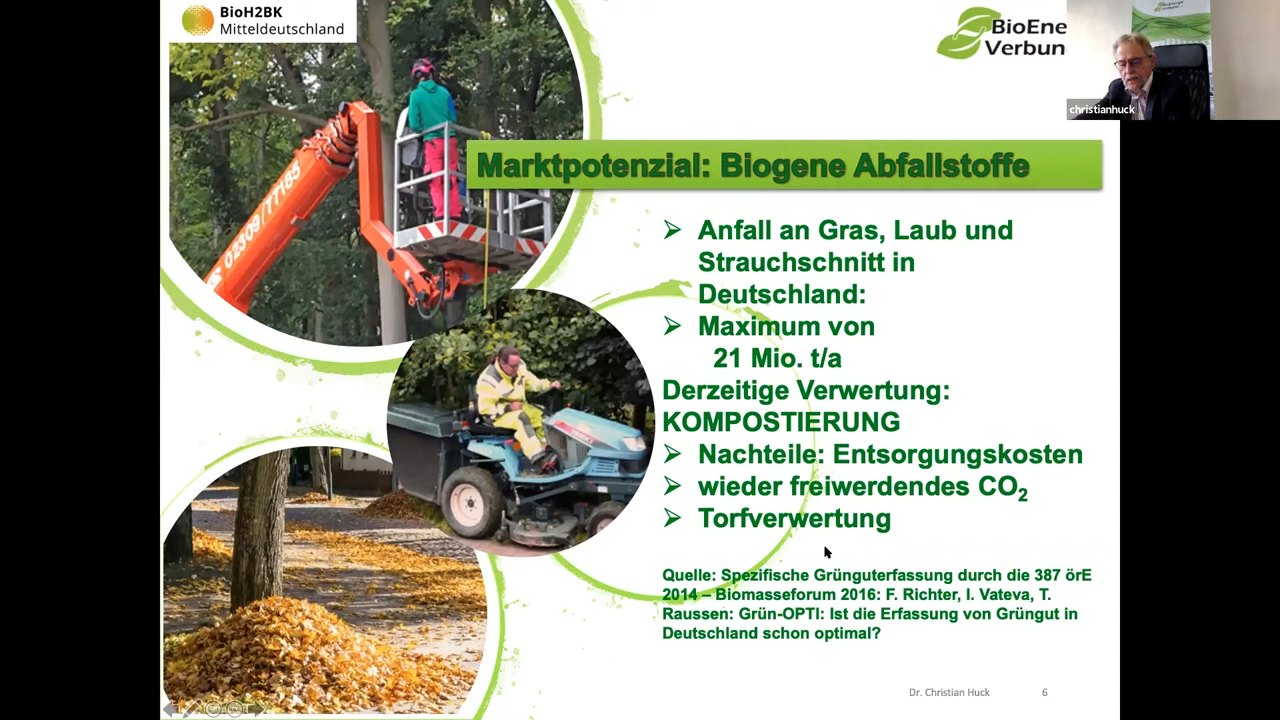 BioH2BK
Mitteldeutschland
BioEne
Verbun
christianhuck
02309/17185
Marktpotenzial: Biogene Abfallstoffe
➢ Anfall an Gras, Laub und
Strauchschnitt in
Deutschland:
➢ Maximum von
21 Mio. t/a
Derzeitige Verwertung:
KOMPOSTIERUNG
➢ Nachteile: Entsorgungskosten
➢ wieder freiwerdendes CO₂
➢ Torfverwertung
Quelle: Spezifische Grünguterfassung durch die 387 örE
2014 – Biomasseforum 2016: F. Richter, I. Vateva, T.
Raussen: Grün-OPTI: Ist die Erfassung von Grüngut in
Deutschland schon optimal?
Dr. Christian Huck 6